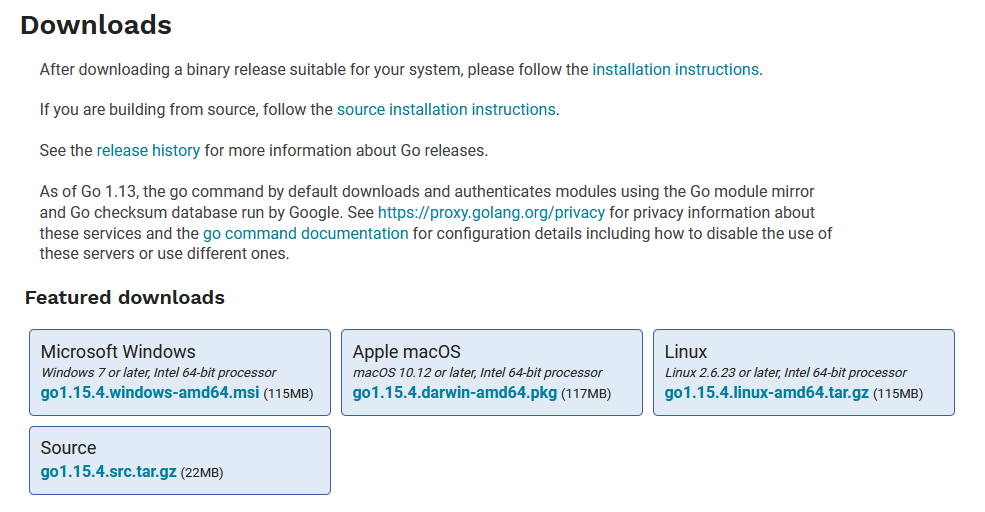 Downloads
After downloading a binary release suitable for your system, please follow the installation instructions.
If you are building from source, follow the source installation instructions.
See the release history for more information about Go releases.
As of Go 1.13, the go command by default downloads and authenticates modules using the Go module mirror
and Go checksum database run by Google. See https://proxy.golang.org/privacy for privacy information about
these services and the go command documentation for configuration details including how to disable the use of
these servers or use different ones.
Featured downloads
Microsoft Windows
Windows 7 or later, Intel 64-bit processor
go1.15.4.windows-amd64.msi (115MB)
Apple macOS
macOS 10.12 or later, Intel 64-bit processor
go1.15.4.darwin-amd64.pkg (117MB)
Linux
Linux 2.6.23 or later, Intel 64-bit processor
go1.15.4.linux-amd64.tar.gz (115MB)
Source
go1.15.4.src.tar.gz (22MB)